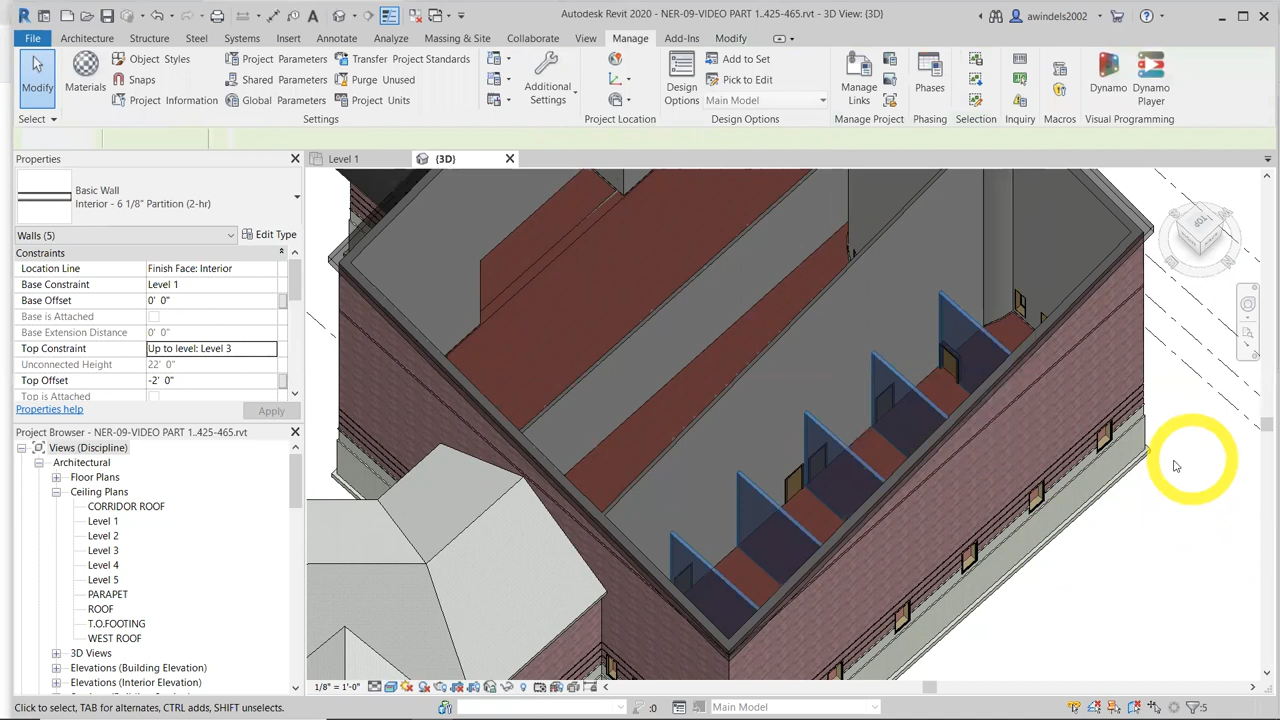 Autodesk Revit 2020 - NER-09-VIDEO PART 1..425-465.rvt - 3D View: {3D}
awindels2002
File Architecture Structure Steel Systems Insert Annotate Analyze Massing & Site Collaborate View Manage Add-Ins Modify
Modify
Select
Materials
Object Styles
Snaps
Project Information
Project Parameters
Shared Parameters
Global Parameters
Transfer Project Standards
Purge Unused
Project Units
Additional
Settings
Settings
Project Location
Design
Options
Add to Set
Pick to Edit
Main Model
Design Options
Manage
Links
Manage Project
Phases
Phasing
Selection
Inquiry
Macros
Dynamo
Dynamo
Player
Visual Programming
Properties
Level 1
{3D}
Basic Wall
Interior - 6 1/8" Partition (2-hr)
Walls (5)
Edit Type
Constraints
Location Line Finish Face: Interior
Base Constraint Level 1
Base Offset 0' 0"
Base is Attached
Base Extension Distance 0' 0"
Top Constraint Up to level: Level 3
Unconnected Height 22' 0"
Top Offset -2' 0"
Top is Attached
Properties help
Apply
Project Browser - NER-09-VIDEO PART 1..425-465.rvt
Views (Discipline)
Architectural
Floor Plans
Ceiling Plans
CORRIDOR ROOF
Level 1
Level 2
Level 3
Level 4
Level 5
PARAPET
ROOF
T.O.FOOTING
WEST ROOF
3D Views
Elevations (Building Elevation)
Elevations (Interior Elevation)
1/8" = 1'-0"
Click to select, TAB for alternates, CTRL adds, SHIFT unselects.
:0
Main Model
:5